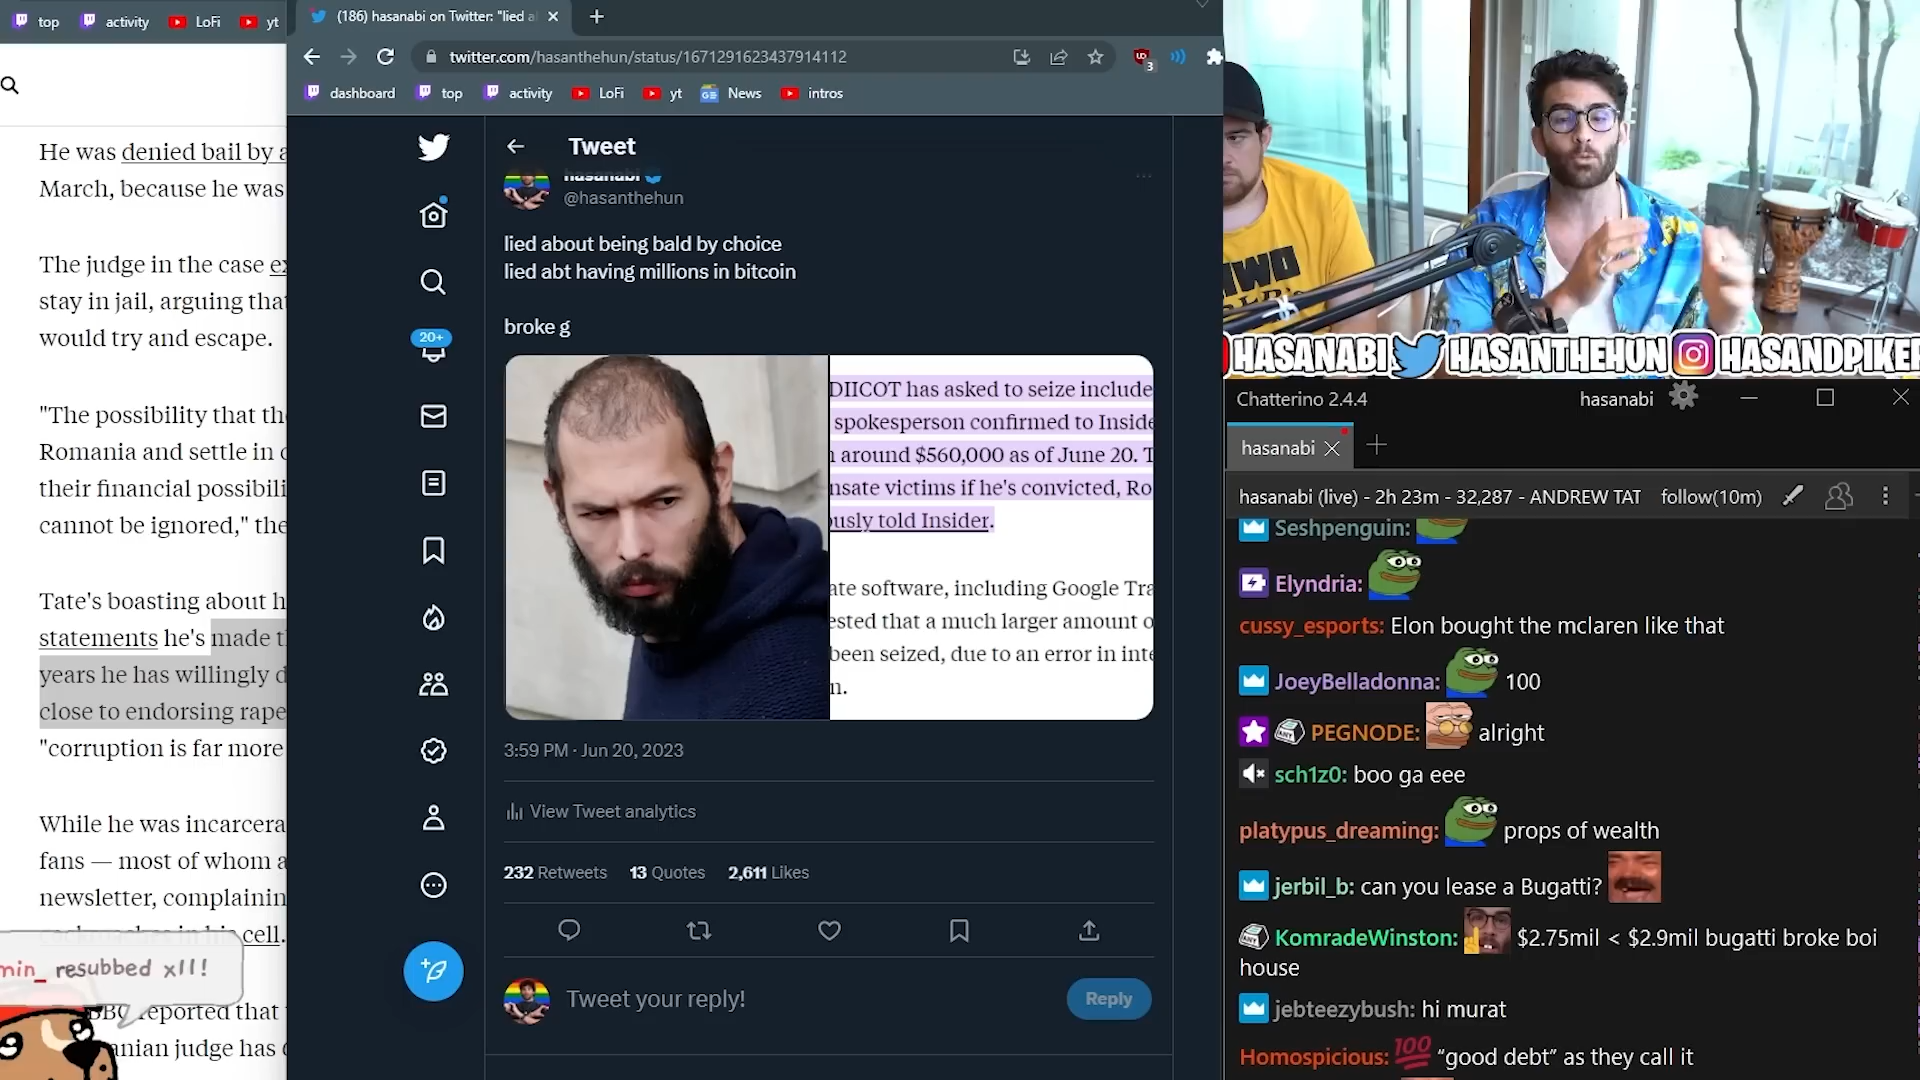 top
activity
LoFi
yt
(186) hasanabi on Twitter: "lied a
twitter.com/hasanthehun/status/1671291623437914112
3
dashboard
top
activity
LoFi
yt
News
intros
He was denied bail by a
March, because he was
The judge in the case ex
stay in jail, arguing that
would try and escape.
"The possibility that th
Romania and settle in
their financial possibili
cannot be ignored," the
Tate's boasting about h
statements he's made t
years he has willingly d
close to endorsing rape
"corruption is far more
While he was incarcera
fans — most of whom a
newsletter, complainin
cockroaches in his cell.
min_ resubbed x11!
BBC reported that
anian judge has
20+
Tweet
hasanabi
@hasanthehun
lied about being bald by choice
lied abt having millions in bitcoin
broke g
DIICOT has asked to seize include
spokesperson confirmed to Inside
around $560,000 as of June 20. T
nsate victims if he's convicted, Ro
usly told Insider.
ate software, including Google Tra
ested that a much larger amount o
been seized, due to an error in inte
n.
3:59 PM · Jun 20, 2023
View Tweet analytics
232 Retweets 13 Quotes 2,611 Likes
Tweet your reply!
Reply
HASANABI HASANTHEHUN HASANDPIKE
Chatterino 2.4.4
hasanabi
hasanabi
hasanabi (live) - 2h 23m - 32,287 - ANDREW TAT follow(10m)
Seshpenguin:
Elyndria:
cussy_esports: Elon bought the mclaren like that
JoeyBelladonna: 100
PEGNODE: alright
sch1z0: boo ga eee
platypus_dreaming: props of wealth
jerbil_b: can you lease a Bugatti?
KomradeWinston: $2.75mil < $2.9mil bugatti broke boi
house
jebteezybush: hi murat
Homospicious: 100 "good debt" as they call it